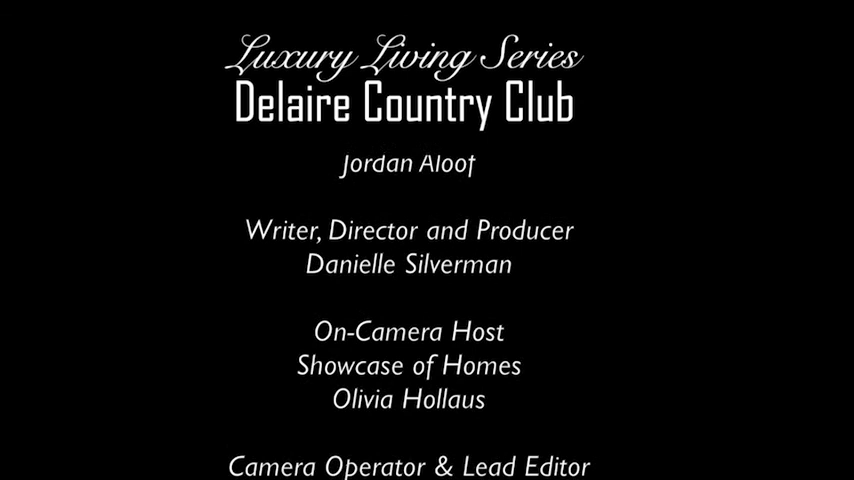 Luxury Living Series
Delaire Country Club
Jordan Aloof
Writer, Director and Producer
Danielle Silverman
On-Camera Host
Showcase of Homes
Olivia Hollaus
Camera Operator & Lead Editor